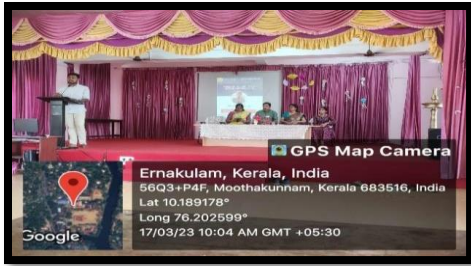 GPS Map Camera
Ernakulam, Kerala, India
56Q3+P4F, Moothakunnam, Kerala 683516, India
Lat 10.189178°
Long 76.202599°
17/03/23 10:04 AM GMT +05:30
Google